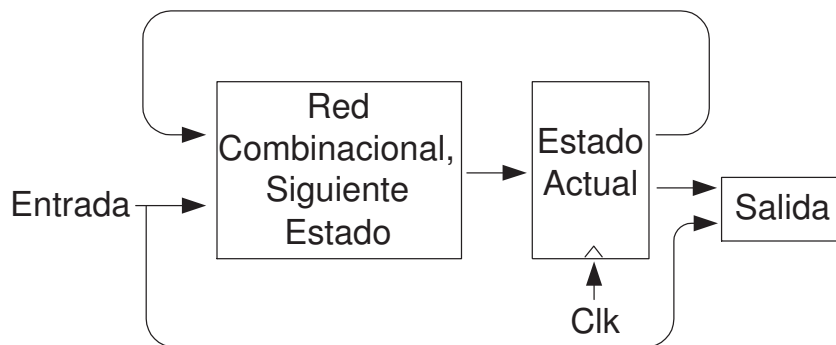 Red
Combinacional,
Siguiente
Estado
Estado
Actual
Entrada
Salida
Clk